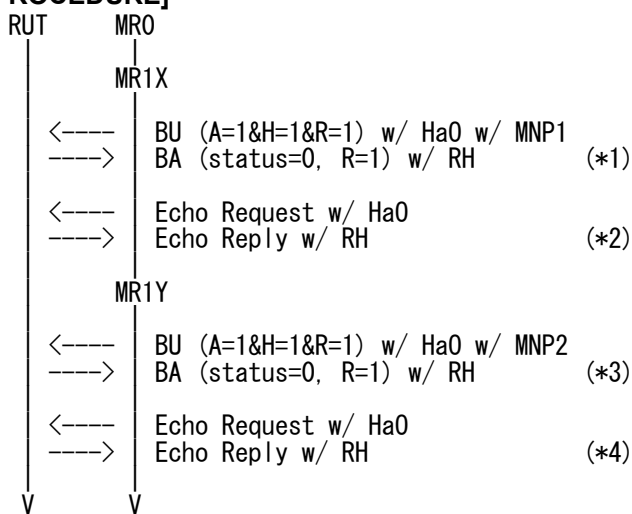 ROCEDURE]
RUT MR0
MR1X
<---- BU (A=1&H=1&R=1) w/ HaO w/ MNP1
----> BA (status=0, R=1) w/ RH (*1)
<---- Echo Request w/ HaO
----> Echo Reply w/ RH (*2)
MR1Y
<---- BU (A=1&H=1&R=1) w/ HaO w/ MNP2
----> BA (status=0, R=1) w/ RH (*3)
<---- Echo Request w/ HaO
----> Echo Reply w/ RH (*4)
V V